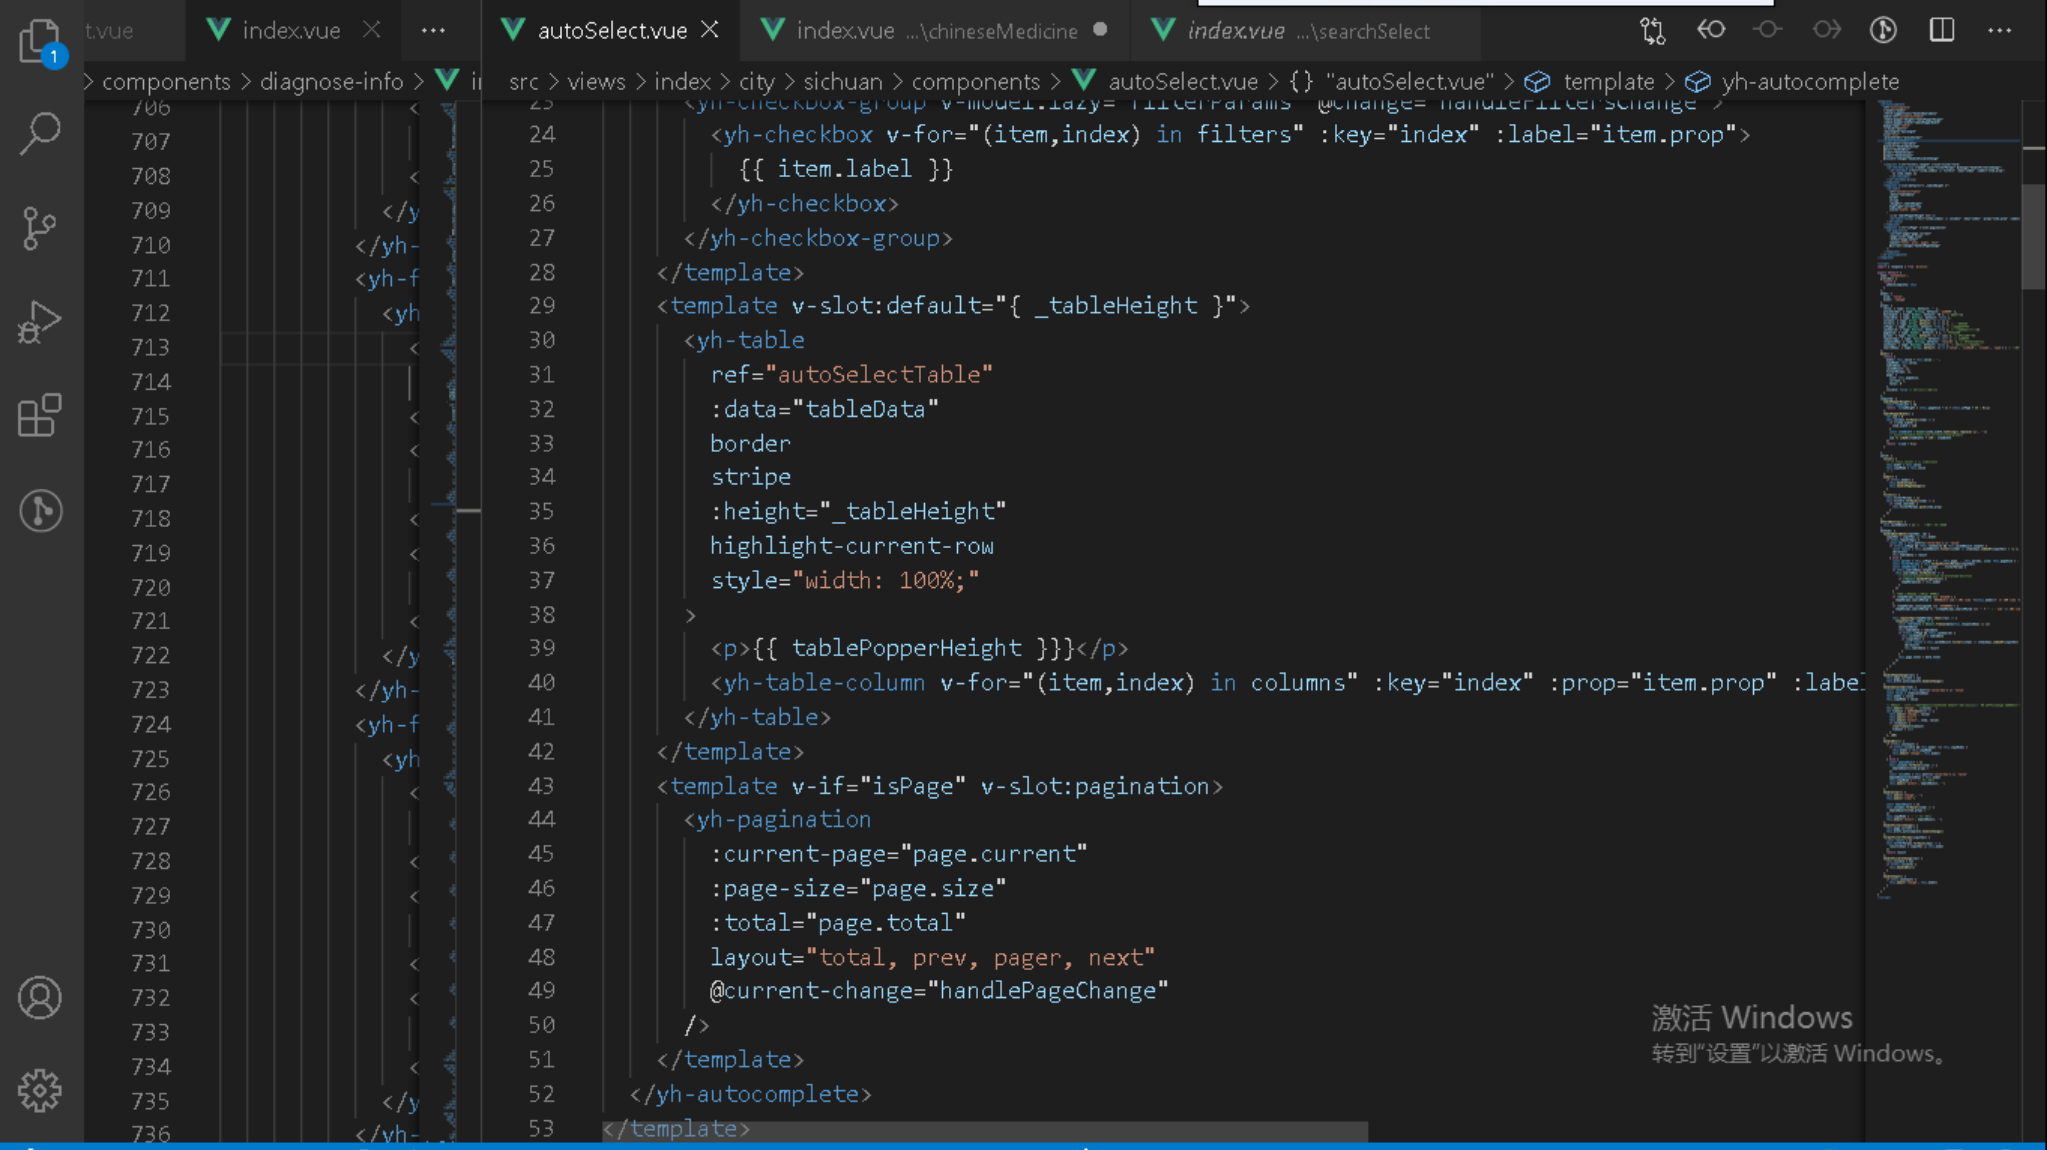 t.vue
index.vue
autoSelect.vue
index.vue ...\chineseMedicine
index.vue ...\searchSelect
1
components > diagnose-info >
src > views > index > city > sichuan > components > autoSelect.vue > {} "autoSelect.vue" > template > yh-autocomplete
706
707
708
709 </y
710 </yh-
711 <yh-f
712 <yh
713 <
714
715 <
716 <
717
718 <
719 <
720
721 <
722 </y
723 </yh-
724 <yh-f
725 <yh
726 <
727
728 <
729 <
730
731 <
732 <
733
734 <
735 </y
736 </yh-
23 <yh-checkbox-group v-model.lazy="filterParams" @change="handleFiltersChange">
24 <yh-checkbox v-for="(item,index) in filters" :key="index" :label="item.prop">
25 {{ item.label }}
26 </yh-checkbox>
27 </yh-checkbox-group>
28 </template>
29 <template v-slot:default="{ _tableHeight }">
30 <yh-table
31 ref="autoSelectTable"
32 :data="tableData"
33 border
34 stripe
35 :height="_tableHeight"
36 highlight-current-row
37 style="width: 100%;"
38 >
39 <p>{{ tablePopperHeight }}}</p>
40 <yh-table-column v-for="(item,index) in columns" :key="index" :prop="item.prop" :label
41 </yh-table>
42 </template>
43 <template v-if="isPage" v-slot:pagination>
44 <yh-pagination
45 :current-page="page.current"
46 :page-size="page.size"
47 :total="page.total"
48 layout="total, prev, pager, next"
49 @current-change="handlePageChange"
50 />
51 </template>
52 </yh-autocomplete>
53 </template>
激活 Windows
转到“设置”以激活 Windows。